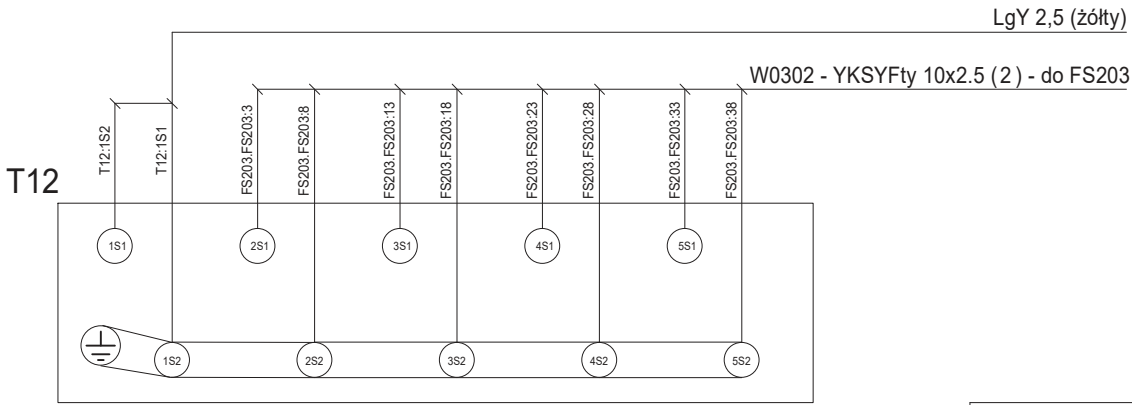 LgY 2,5 (żółty)
W0302 - YKSYFty 10x2.5 (2) - do FS203
T12:1S2
T12:1S1
FS203.FS203:3
FS203.FS203:8
FS203.FS203:13
FS203.FS203:18
FS203.FS203:23
FS203.FS203:28
FS203.FS203:33
FS203.FS203:38
T12
1S1
2S1
3S1
4S1
5S1
1S2
2S2
3S2
4S2
5S2